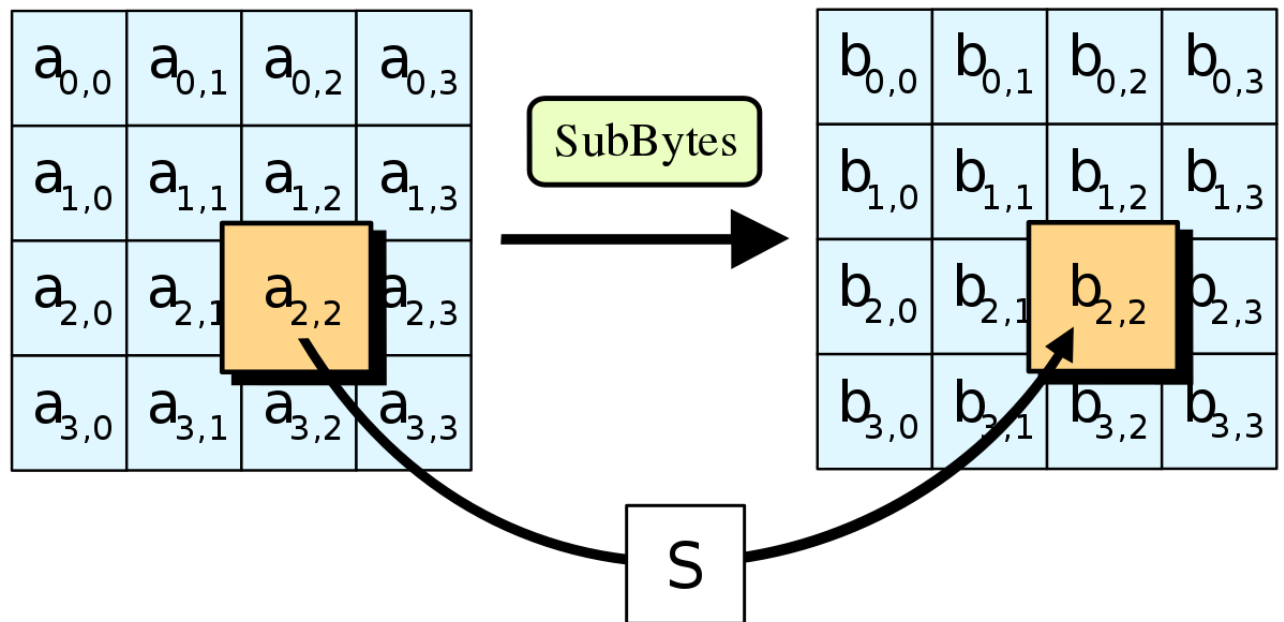 a0,0 a0,1 a0,2 a0,3
a1,0 a1,1 a1,2 a1,3
a2,0 a2,1 a2,2 a2,3
a3,0 a3,1 a3,2 a3,3
SubBytes
b0,0 b0,1 b0,2 b0,3
b1,0 b1,1 b1,2 b1,3
b2,0 b2,1 b2,2 b2,3
b3,0 b3,1 b3,2 b3,3
S